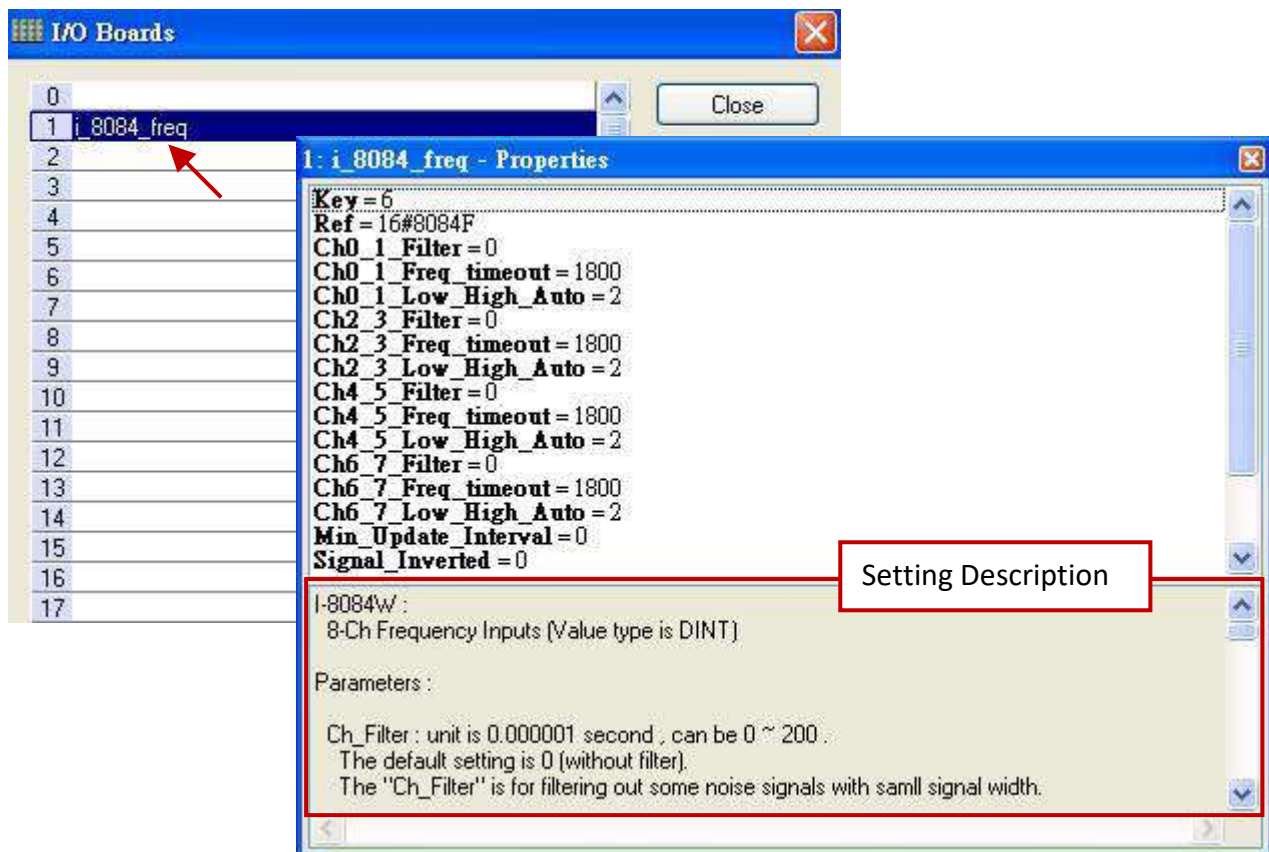 I/O Boards
0
Close
1 i_8084_freq
2
3
4
5
6
7
8
9
10
11
12
13
14
15
16
17
1: i_8084_freq - Properties
Key = 6
Ref = 16#8084F
Ch0_1_Filter = 0
Ch0_1_Freq_timeout = 1800
Ch0_1_Low_High_Auto = 2
Ch2_3_Filter = 0
Ch2_3_Freq_timeout = 1800
Ch2_3_Low_High_Auto = 2
Ch4_5_Filter = 0
Ch4_5_Freq_timeout = 1800
Ch4_5_Low_High_Auto = 2
Ch6_7_Filter = 0
Ch6_7_Freq_timeout = 1800
Ch6_7_Low_High_Auto = 2
Min_Update_Interval = 0
Signal_Inverted = 0
Setting Description
I-8084W :
8-Ch Frequency Inputs (Value type is DINT)
Parameters :
Ch_Filter : unit is 0.000001 second , can be 0 ~ 200 .
The default setting is 0 (without filter).
The "Ch_Filter" is for filtering out some noise signals with samll signal width.